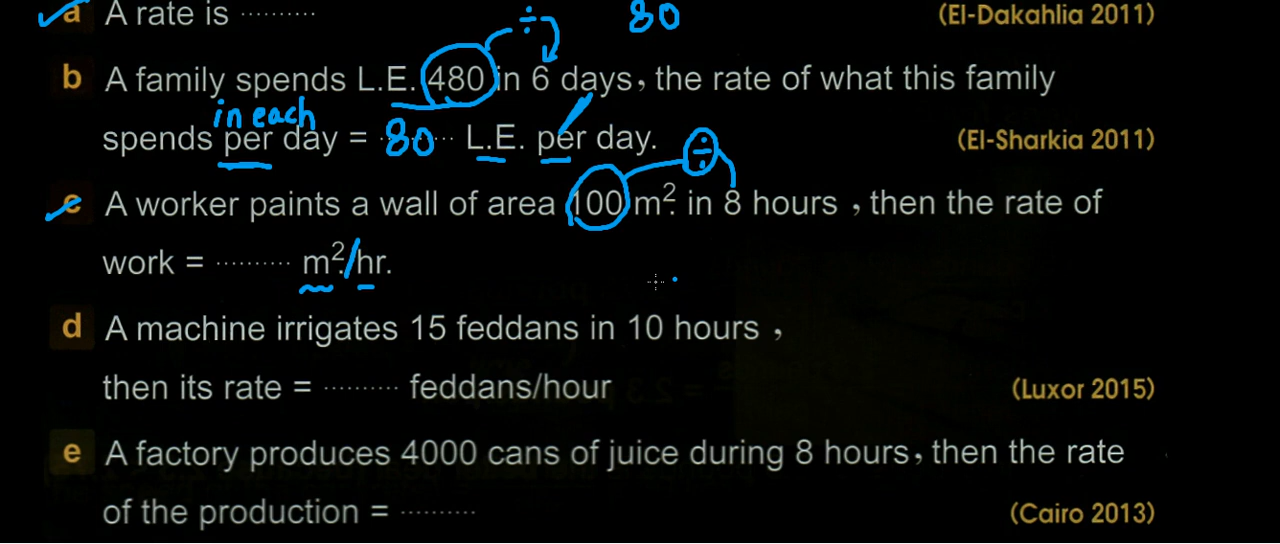 ÷ 80
a A rate is .......... (El-Dakahlia 2011)
b A family spends L.E. 480 in 6 days, the rate of what this family
in each
spends per day = 80 L.E. per day. (El-Sharkia 2011)
÷
c A worker paints a wall of area 100 m². in 8 hours , then the rate of
work = .......... m²./hr.
d A machine irrigates 15 feddans in 10 hours ,
then its rate = .......... feddans/hour (Luxor 2015)
e A factory produces 4000 cans of juice during 8 hours, then the rate
of the production = .......... (Cairo 2013)